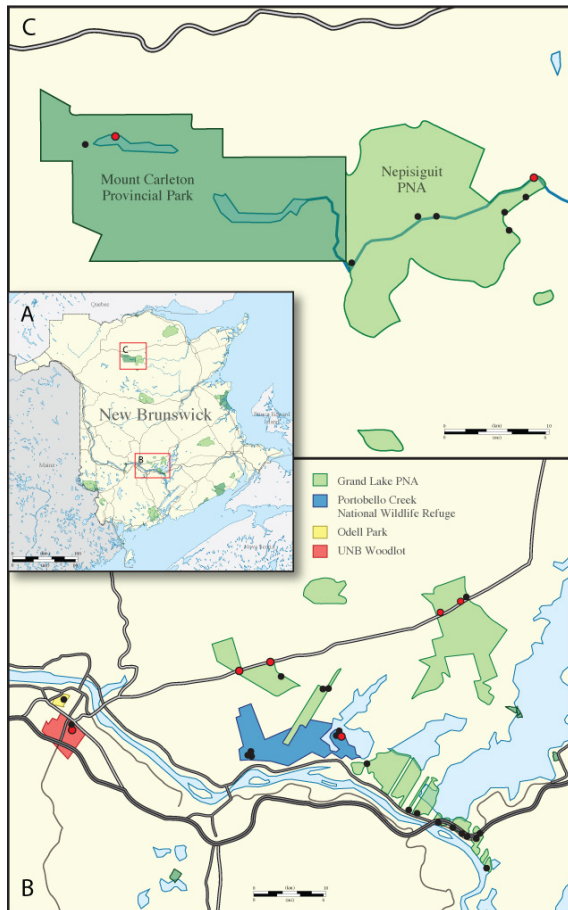 C
Mount Carleton
Provincial Park
Nepisiguit
PNA
A
Quebec
C
New Brunswick
Maine
B
Grand Lake PNA
Portobello Creek
National Wildlife Refuge
Odell Park
UNB Woodlot
B